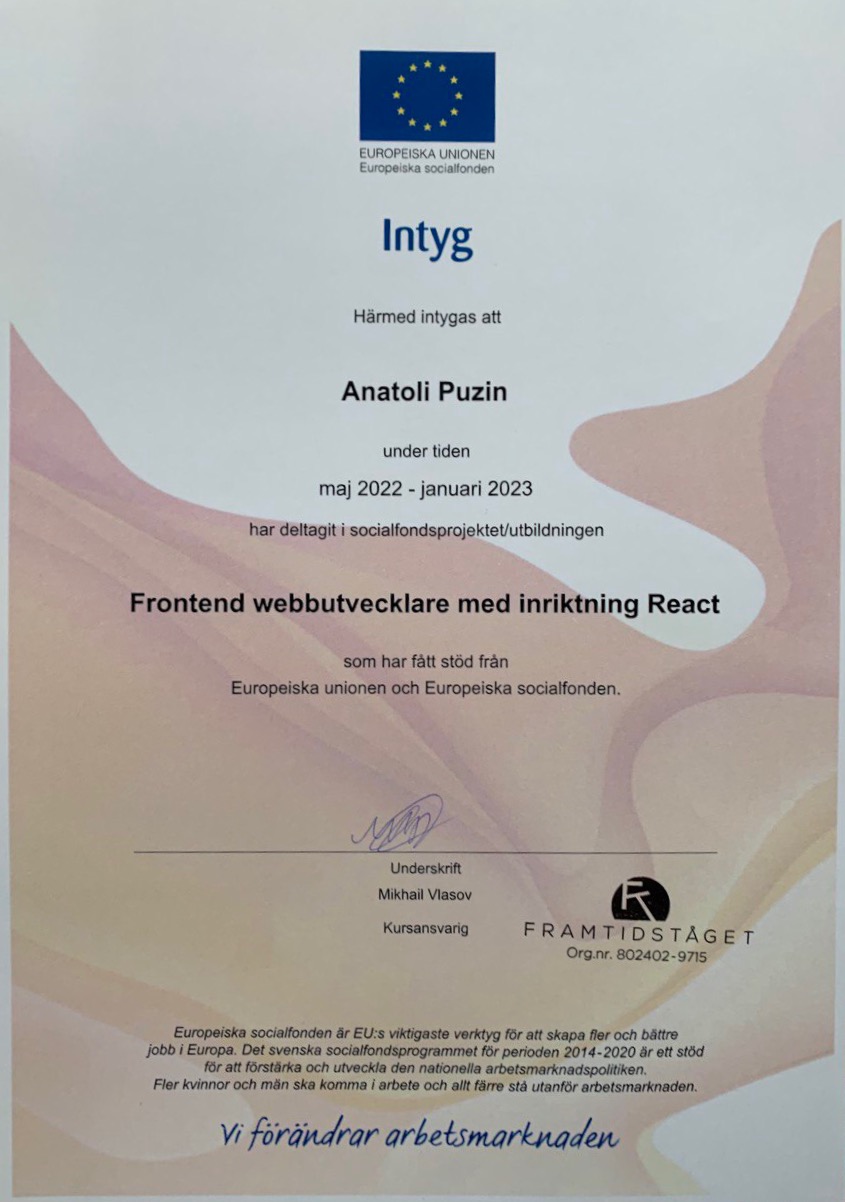 EUROPEISKA UNIONEN
Europeiska socialfonden
Intyg
Härmed intygas att
Anatoli Puzin
under tiden
maj 2022 - januari 2023
har deltagit i socialfondsprojektet/utbildningen
Frontend webbutvecklare med inriktning React
som har fått stöd från
Europeiska unionen och Europeiska socialfonden.
Underskrift
Mikhail Vlasov
Kursansvarig
FRAMTIDSTÅGET
Org.nr. 802402-9715
Europeiska socialfonden är EU:s viktigaste verktyg för att skapa fler och bättre
jobb i Europa. Det svenska socialfondsprogrammet för perioden 2014-2020 är ett stöd
för att förstärka och utveckla den nationella arbetsmarknadspolitiken.
Fler kvinnor och män ska komma i arbete och allt färre stå utanför arbetsmarknaden.
Vi förändrar arbetsmarknaden